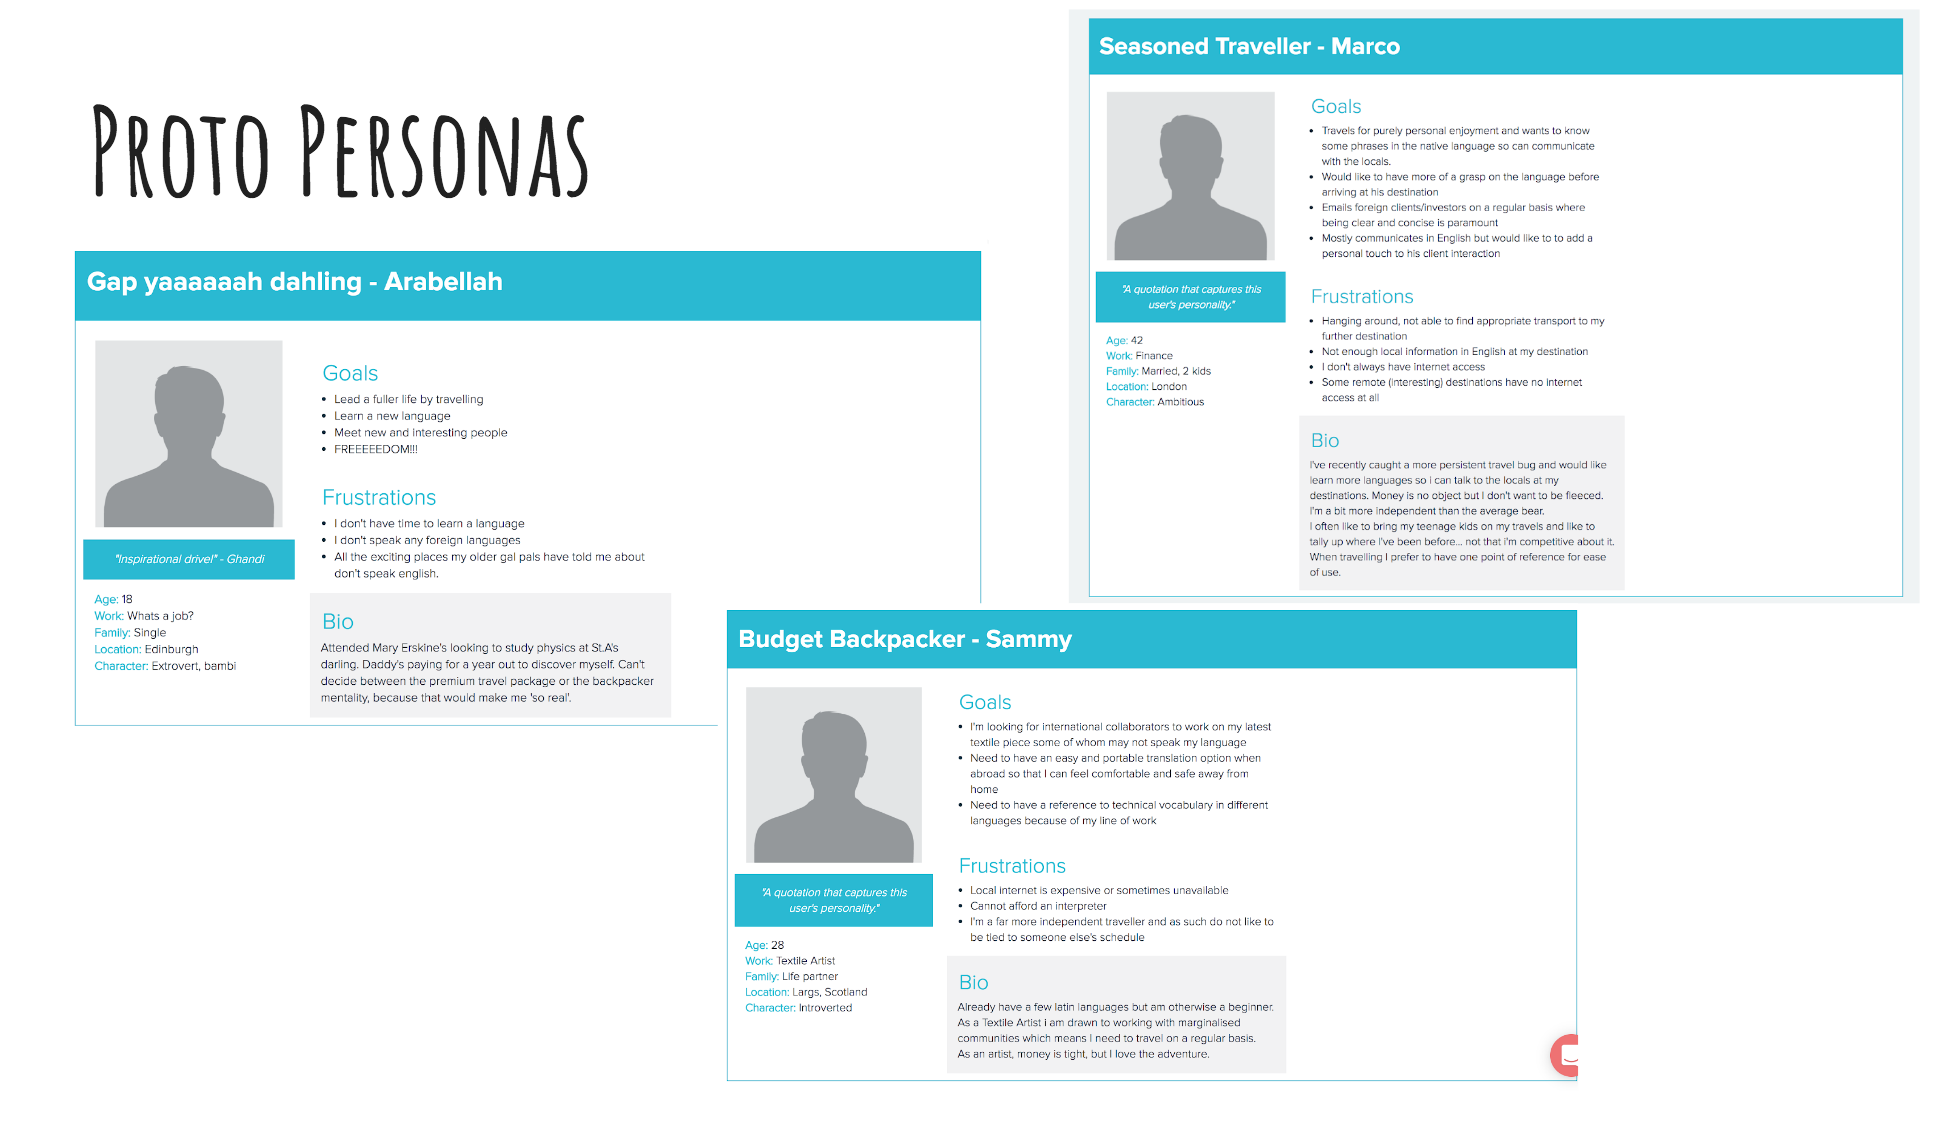 Proto Personas
Gap yaaaaaah dahling - Arabellah
"Inspirational drive!" - Ghandi
Age: 18
Work: Whats a job?
Family: Single
Location: Edinburgh
Character: Extrovert, bambi
Goals
• Lead a fuller life by travelling
• Learn a new language
• Meet new and interesting people
• FREEEEEDOM!!!
Frustrations
• I don't have time to learn a language
• I don't speak any foreign languages
• All the exciting places my older gal pals have told me about
don't speak english.
Bio
Attended Mary Erskine's looking to study physics at St.A's
darling. Daddy's paying for a year out to discover myself. Can't
decide between the premium travel package or the backpacker
mentality, because that would make me 'so real'.
Seasoned Traveller - Marco
"A quotation that captures this
user's personality."
Age: 42
Work: Finance
Family: Married, 2 kids
Location: London
Character: Ambitious
Goals
• Travels for purely personal enjoyment and wants to know
some phrases in the native language so can communicate
with the locals.
• Would like to have more of a grasp on the language before
arriving at his destination
• Emails foreign clients/investors on a regular basis where
being clear and concise is paramount
• Mostly communicates in English but would like to to add a
personal touch to his client interaction
Frustrations
• Hanging around, not able to find appropriate transport to my
further destination
• Not enough local information in English at my destination
• I don't always have internet access
• Some remote (interesting) destinations have no internet
access at all
Bio
I've recently caught a more persistent travel bug and would like
learn more languages so i can talk to the locals at my
destinations. Money is no object but I don't want to be fleeced.
I'm a bit more independent than the average bear.
I often like to bring my teenage kids on my travels and like to
tally up where I've been before... not that i'm competitive about it.
When travelling I prefer to have one point of reference for ease
of use.
Budget Backpacker - Sammy
"A quotation that captures this
user's personality."
Age: 28
Work: Textile Artist
Family: Life partner
Location: Largs, Scotland
Character: Introverted
Goals
• I'm looking for international collaborators to work on my latest
textile piece some of whom may not speak my language
• Need to have an easy and portable translation option when
abroad so that I can feel comfortable and safe away from
home
• Need to have a reference to technical vocabulary in different
languages because of my line of work
Frustrations
• Local internet is expensive or sometimes unavailable
• Cannot afford an interpreter
• I'm a far more independent traveller and as such do not like to
be tied to someone else's schedule
Bio
Already have a few latin languages but am otherwise a beginner.
As a Textile Artist i am drawn to working with marginalised
communities which means I need to travel on a regular basis.
As an artist, money is tight, but I love the adventure.